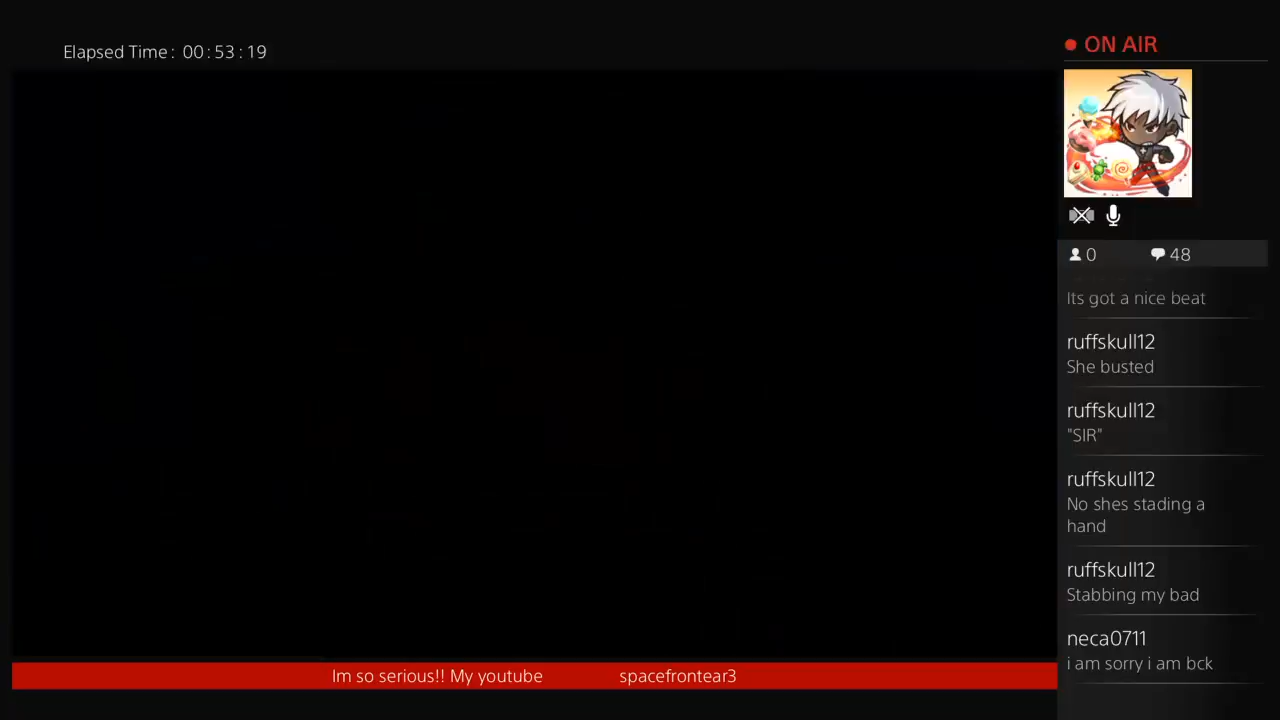 Elapsed Time: 00:53:19
ON AIR
0
48
Its got a nice beat
ruffskull12
She busted
ruffskull12
"SIR"
ruffskull12
No shes stading a
hand
ruffskull12
Stabbing my bad
neca0711
i am sorry i am bck
Im so serious!! My youtube spacefrontear3